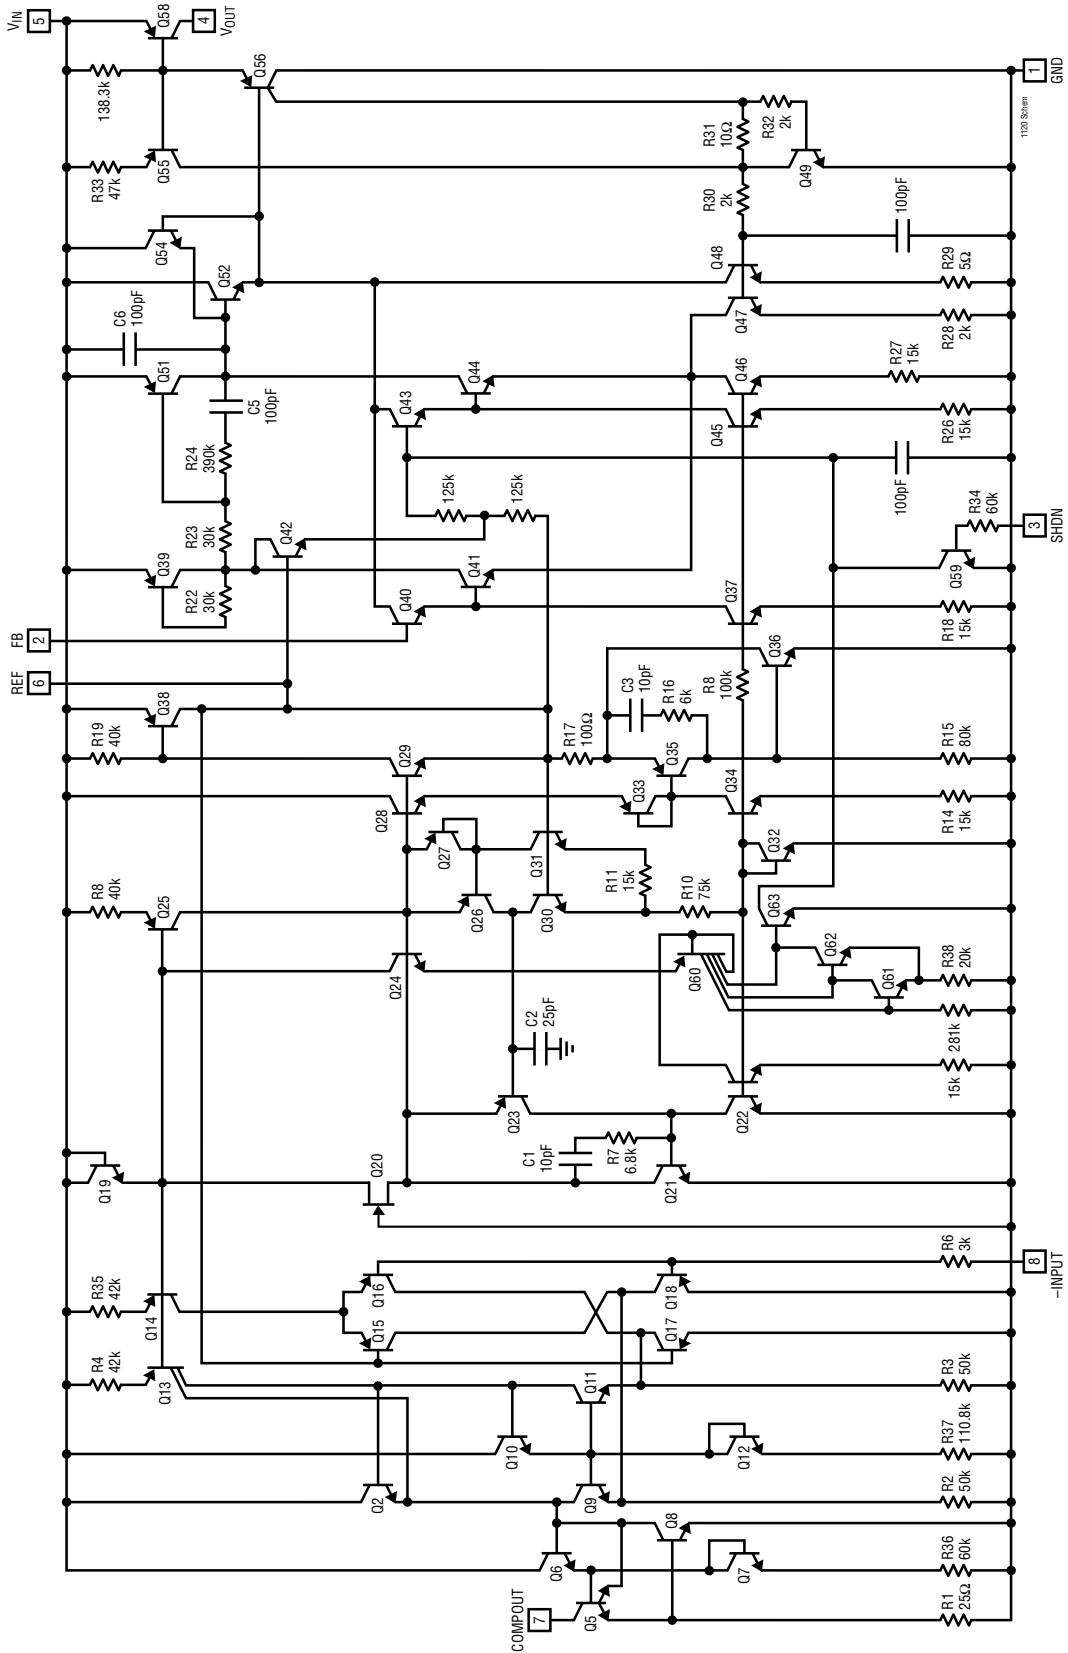 VIN
5
Q58
4
VOUT
138.3k
Q56
1
GND
1120 Schem
R31
10Ω
R32
2k
R33
47k
Q55
Q49
R30
2k
Q54
Q52
100pF
Q48
R29
5Ω
C6
100pF
Q47
R28
2k
Q51
Q44
Q46
R27
15k
C5
100pF
Q43
Q45
R26
15k
R24
390k
100pF
125k
125k
R34
60k
3
SHDN
R23
30k
Q42
Q39
Q41
Q59
R22
30k
Q40
Q37
R18
15k
FB
2
REF
6
Q36
R8
100k
C3
10pF
R16
6k
Q38
R19
40k
Q29
R17
100Ω
Q35
R15
80k
Q28
Q33
Q34
R14
15k
Q27
Q31
Q32
R11
15k
R8
40k
Q25
Q26
Q30
R10
75k
Q63
Q24
Q60
Q62
Q61
R38
20k
281k
C2
25pF
15k
Q23
Q22
C1
10pF
R7
6.8k
Q19
Q20
Q21
R6
3k
8
–INPUT
R35
42k
Q14
Q16
Q18
Q15
Q17
R4
42k
Q13
Q11
R3
50k
Q10
Q12
R37
110.8k
Q2
Q9
R2
50k
Q8
Q6
Q7
R36
60k
COMPOUT
7
Q5
R1
25Ω